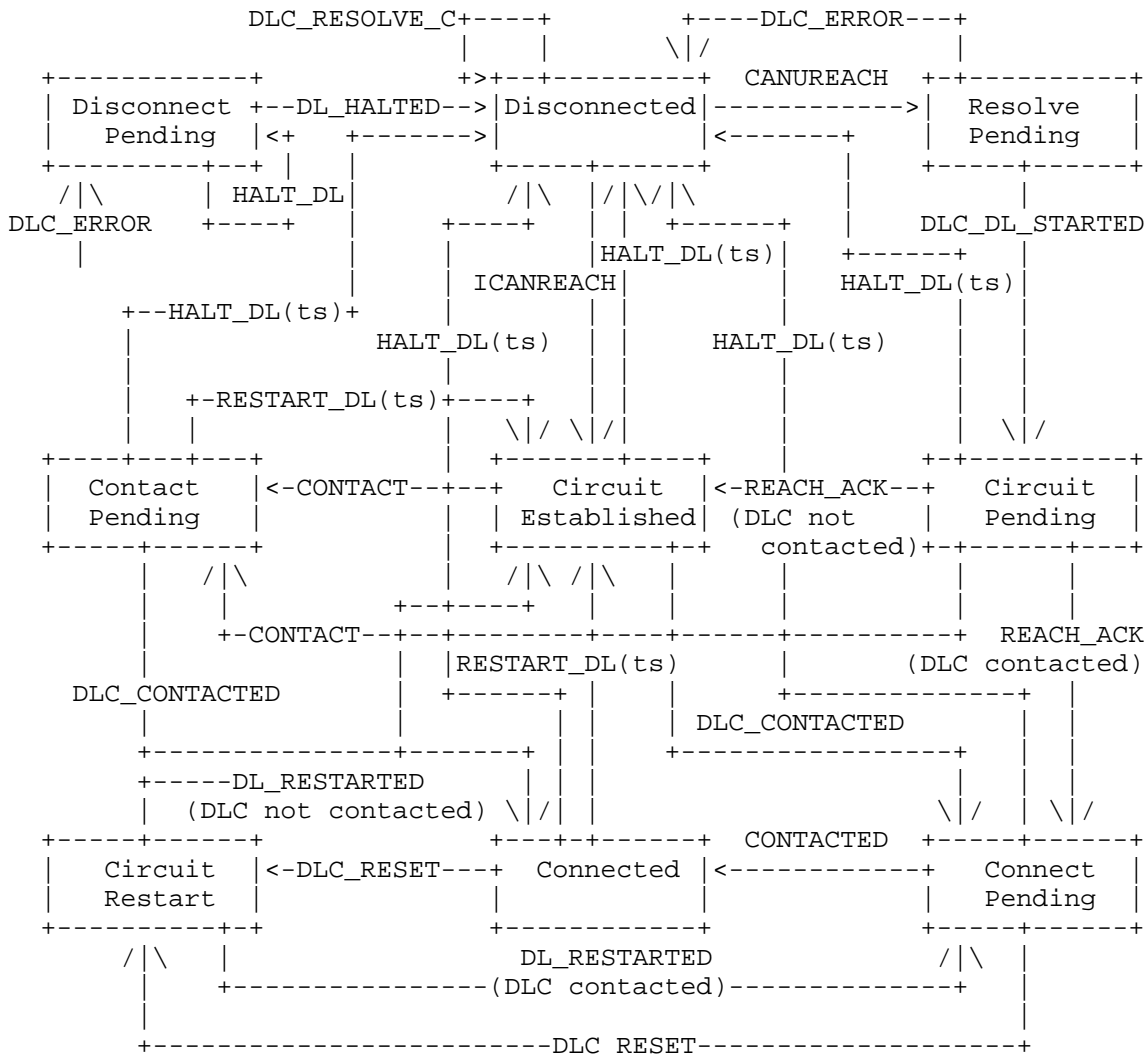 DLC_RESOLVE_C DLC_ERROR
CANUREACH
Disconnect DL_HALTED Disconnected Resolve
Pending Pending
HALT_DL
DLC_ERROR DLC_DL_STARTED
HALT_DL(ts)
ICANREACH HALT_DL(ts)
HALT_DL(ts)
HALT_DL(ts) HALT_DL(ts)
RESTART_DL(ts)
Contact CONTACT Circuit REACH_ACK Circuit
Pending Established (DLC not Pending
contacted)
CONTACT REACH_ACK
RESTART_DL(ts) (DLC contacted)
DLC_CONTACTED
DLC_CONTACTED
DL_RESTARTED
(DLC not contacted)
CONTACTED
Circuit DLC_RESET Connected Connect
Restart Pending
DL_RESTARTED
(DLC contacted)
DLC RESET